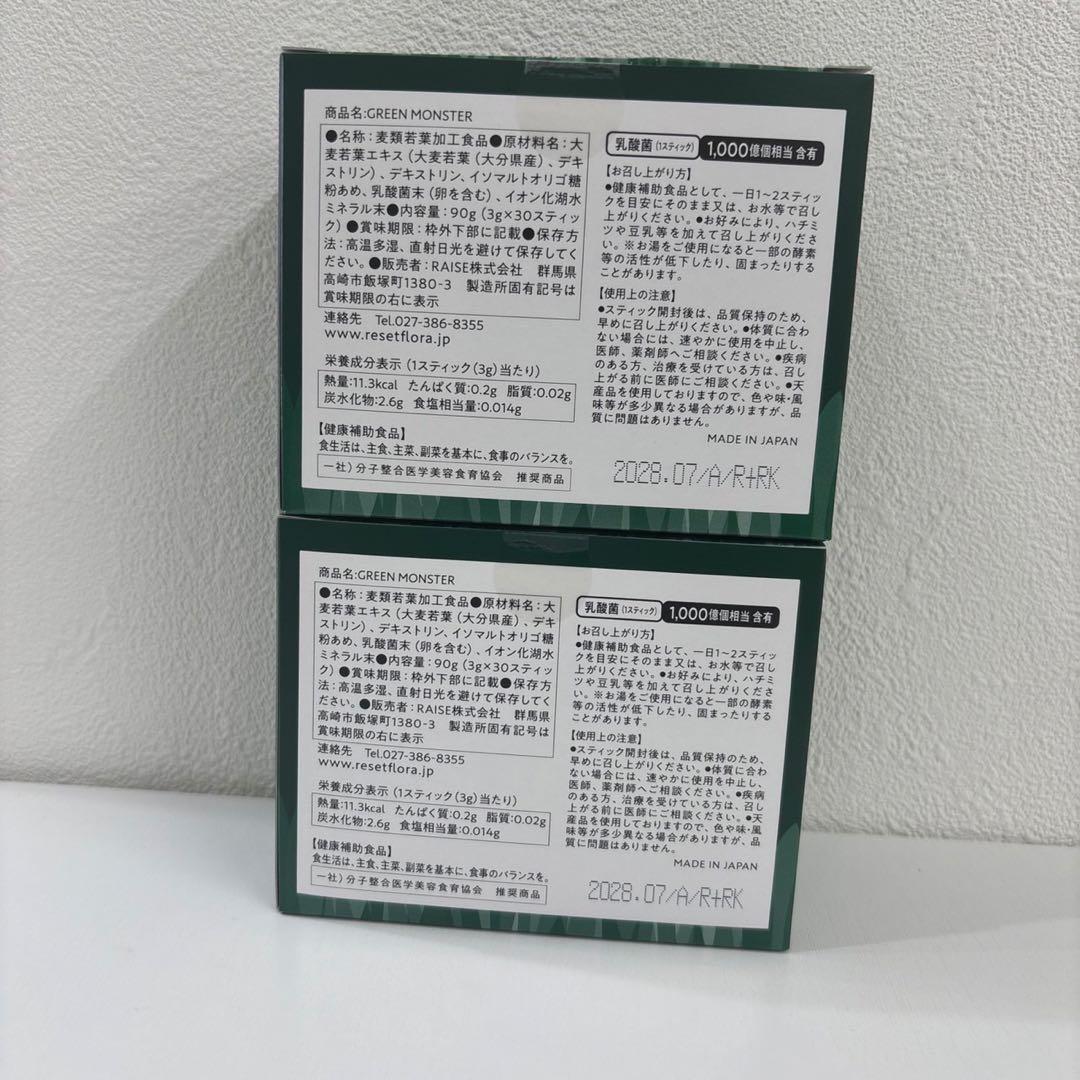 商品名:GREEN MONSTER
●名称：麦類若葉加工食品●原材料名：大
麦若葉エキス（大麦若葉（大分県産）、デキ
ストリン）、デキストリン、イソマルトオリゴ糖
粉あめ、乳酸菌末（卵を含む）、イオン化湖水
ミネラル末●内容量：90g（3g×30スティッ
ク）●賞味期限：枠外下部に記載●保存方
法：高温多湿、直射日光を避けて保存してく
ださい。●販売者：RAISE株式会社　群馬県
高崎市飯塚町1380-3　製造所固有記号は
賞味期限の右に表示
連絡先　Tel.027-386-8355
www.resetflora.jp
栄養成分表示（1スティック（3g）当たり）
熱量：11.3kcal　たんぱく質：0.2g　脂質：0.02g
炭水化物：2.6g　食塩相当量：0.014g
【健康補助食品】
食生活は、主食、主菜、副菜を基本に、食事のバランスを。
一社）分子整合医学美容食育協会　推奨商品
乳酸菌（1スティック）1,000億個相当 含有
【お召し上がり方】
●健康補助食品として、一日1〜2スティッ
クを目安にそのまま又は、お水等で召し
上がりください。●お好みにより、ハチミ
ツや豆乳等を加えて召し上がりくださ
い。※お湯をご使用になると一部の酵素
等の活性が低下したり、固まったりする
ことがあります。
【使用上の注意】
●スティック開封後は、品質保持のため、
早めに召し上がりください。●体質に合わ
ない場合には、速やかに使用を中止し、
医師、薬剤師へご相談ください。●疾病
のある方、治療を受けている方は、召し
上がる前に医師にご相談ください。●天
産品を使用しておりますので、色や味・風
味等が多少異なる場合がありますが、品
質に問題はありません。
MADE IN JAPAN
2028.07/A/R+RK
商品名:GREEN MONSTER
●名称：麦類若葉加工食品●原材料名：大
麦若葉エキス（大麦若葉（大分県産）、デキ
ストリン）、デキストリン、イソマルトオリゴ糖
粉あめ、乳酸菌末（卵を含む）、イオン化湖水
ミネラル末●内容量：90g（3g×30スティッ
ク）●賞味期限：枠外下部に記載●保存方
法：高温多湿、直射日光を避けて保存してく
ださい。●販売者：RAISE株式会社　群馬県
高崎市飯塚町1380-3　製造所固有記号は
賞味期限の右に表示
連絡先　Tel.027-386-8355
www.resetflora.jp
栄養成分表示（1スティック（3g）当たり）
熱量：11.3kcal　たんぱく質：0.2g　脂質：0.02g
炭水化物：2.6g　食塩相当量：0.014g
【健康補助食品】
食生活は、主食、主菜、副菜を基本に、食事のバランスを。
一社）分子整合医学美容食育協会　推奨商品
乳酸菌（1スティック）1,000億個相当 含有
【お召し上がり方】
●健康補助食品として、一日1〜2スティッ
クを目安にそのまま又は、お水等で召し
上がりください。●お好みにより、ハチミ
ツや豆乳等を加えて召し上がりくださ
い。※お湯をご使用になると一部の酵素
等の活性が低下したり、固まったりする
ことがあります。
【使用上の注意】
●スティック開封後は、品質保持のため、
早めに召し上がりください。●体質に合わ
ない場合には、速やかに使用を中止し、
医師、薬剤師へご相談ください。●疾病
のある方、治療を受けている方は、召し
上がる前に医師にご相談ください。●天
産品を使用しておりますので、色や味・風
味等が多少異なる場合がありますが、品
質に問題はありません。
MADE IN JAPAN
2028.07/A/R+RK